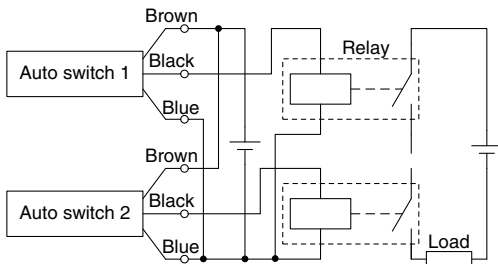 Brown
Auto switch 1
Black
Blue
Relay
Brown
Auto switch 2
Black
Blue
Load